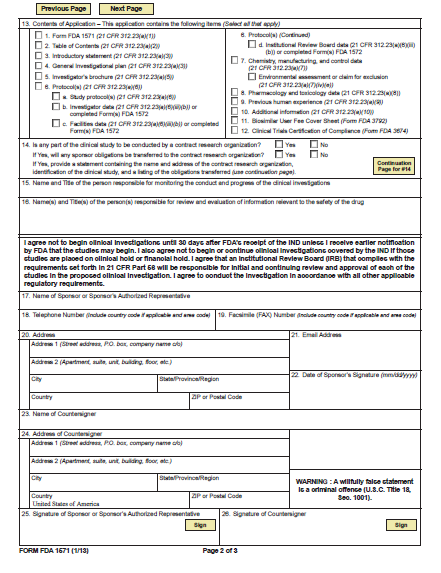 Previous Page
Next Page
13. Contents of Application – This application contains the following items (Select all that apply)
1. Form FDA 1571 (21 CFR 312.23(a)(1))
2. Table of Contents (21 CFR 312.23(a)(2))
3. Introductory statement (21 CFR 312.23(a)(3))
4. General Investigational plan (21 CFR 312.23(a)(3))
5. Investigator's brochure (21 CFR 312.23(a)(5))
6. Protocol(s) (21 CFR 312.23(a)(6))
a. Study protocol(s) (21 CFR 312.23(a)(6))
b. Investigator data (21 CFR 312.23(a)(6)(iii)(b)) or
completed Form(s) FDA 1572
c. Facilities data (21 CFR 312.23(a)(6)(iii)(b)) or completed
Form(s) FDA 1572
6. Protocol(s) (Continued)
d. Institutional Review Board data (21 CFR 312.23(a)(6)(iii)
(b)) or completed Form(s) FDA 1572
7. Chemistry, manufacturing, and control data
(21 CFR 312.23(a)(7))
Environmental assessment or claim for exclusion
(21 CFR 312.23(a)(7)(iv)(e))
8. Pharmacology and toxicology data (21 CFR 312.23(a)(8))
9. Previous human experience (21 CFR 312.23(a)(9))
10. Additional information (21 CFR 312.23(a)(10))
11. Biosimilar User Fee Cover Sheet (Form FDA 3792)
12. Clinical Trials Certification of Compliance (Form FDA 3674)
14. Is any part of the clinical study to be conducted by a contract research organization? Yes No
If Yes, will any sponsor obligations be transferred to the contract research organization? Yes No
If Yes, provide a statement containing the name and address of the contract research organization,
identification of the clinical study, and a listing of the obligations transferred (use continuation page).
Continuation
Page for #14
15. Name and Title of the person responsible for monitoring the conduct and progress of the clinical investigations
16. Name(s) and Title(s) of the person(s) responsible for review and evaluation of information relevant to the safety of the drug
I agree not to begin clinical investigations until 30 days after FDA's receipt of the IND unless I receive earlier notification
by FDA that the studies may begin. I also agree not to begin or continue clinical investigations covered by the IND if those
studies are placed on clinical hold or financial hold. I agree that an Institutional Review Board (IRB) that complies with the
requirements set forth in 21 CFR Part 56 will be responsible for initial and continuing review and approval of each of the
studies in the proposed clinical investigation. I agree to conduct the investigation in accordance with all other applicable
regulatory requirements.
17. Name of Sponsor or Sponsor's Authorized Representative
18. Telephone Number (Include country code if applicable and area code)
19. Facsimile (FAX) Number (Include country code if applicable and area code)
20. Address
Address 1 (Street address, P.O. box, company name c/o)
Address 2 (Apartment, suite, unit, building, floor, etc.)
City
State/Province/Region
Country
ZIP or Postal Code
21. Email Address
22. Date of Sponsor's Signature (mm/dd/yyyy)
23. Name of Countersigner
24. Address of Countersigner
Address 1 (Street address, P.O. box, company name c/o)
Address 2 (Apartment, suite, unit, building, floor, etc.)
City
State/Province/Region
Country
United States of America
ZIP or Postal Code
WARNING : A willfully false statement
is a criminal offense (U.S.C. Title 18,
Sec. 1001).
25. Signature of Sponsor or Sponsor's Authorized Representative
Sign
26. Signature of Countersigner
Sign
FORM FDA 1571 (1/13)
Page 2 of 3